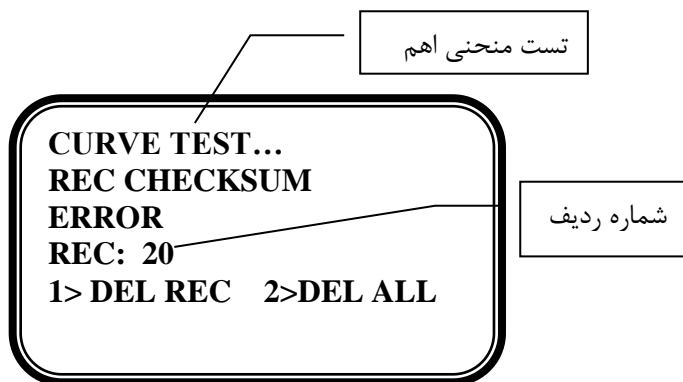 تست منحنی اهم
CURVE TEST...
REC CHECKSUM
ERROR
REC: 20
شماره ردیف
1> DEL REC 2>DEL ALL